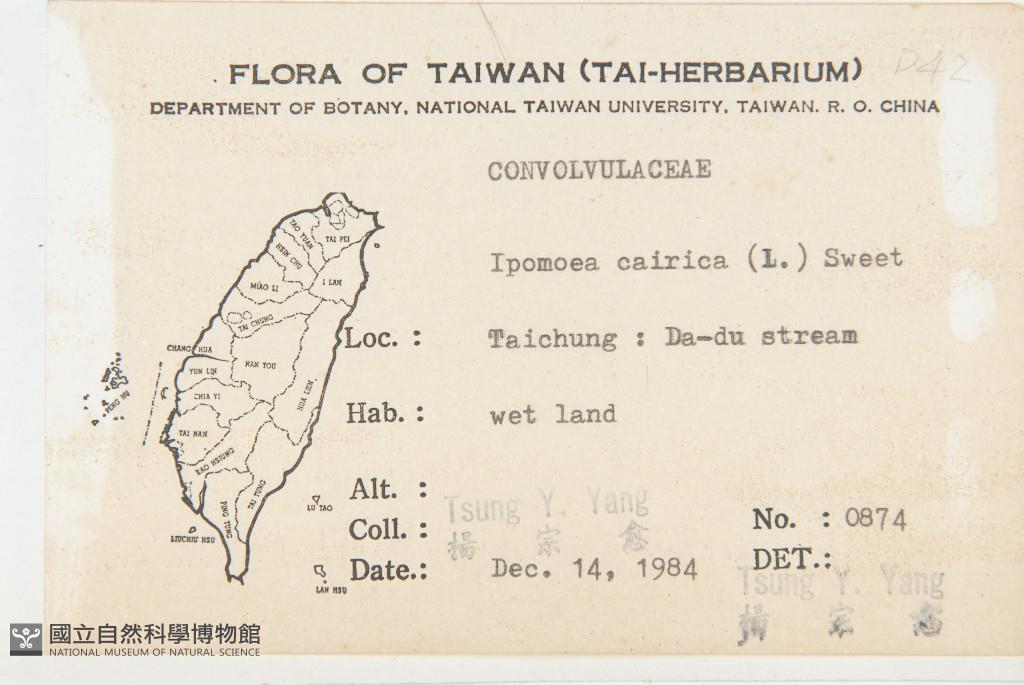 D42
FLORA OF TAIWAN (TAI-HERBARIUM)
DEPARTMENT OF BOTANY, NATIONAL TAIWAN UNIVERSITY, TAIWAN. R. O. CHINA
CONVOLVULACEAE
Ipomoea cairica (L.) Sweet
Loc. : Taichung : Da-du stream
Hab. : wet land
Alt. :
Coll. : Tsung Y. Yang
楊 宗 愈
Date.: Dec. 14, 1984
No. : 0874
DET.: Tsung Y. Yang
楊 宗 愈
TAO YUAN
TAI PEI
HSIN CHU
I LAN
MIAO LI
TAI CHUNG
CHANG HUA
NAN TOU
YUN LIN
CHIA YI
HUA LIEN
PENG HU
TAI NAN
KAO HSIUNG
TAI TUNG
PING TUNG
LU TAO
LIUCHIU HSU
LAN HSU
國立自然科學博物館
NATIONAL MUSEUM OF NATURAL SCIENCE